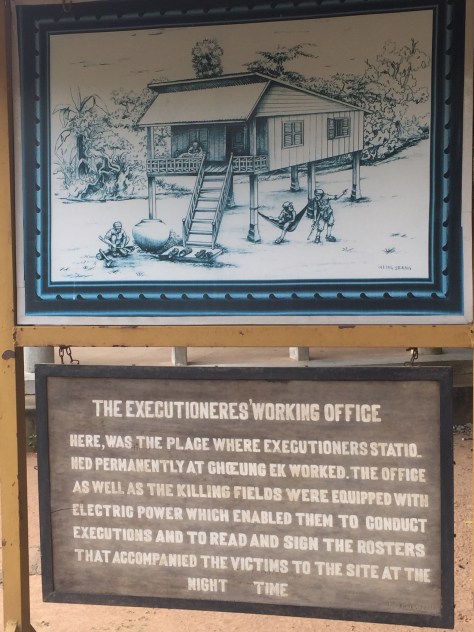 THE EXECUTIONERES' WORKING OFFICE
HERE, WAS THE PLACE WHERE EXECUTIONERS STATIO_
NED PERMANENTLY AT CHŒUNG EK WORKED. THE OFFICE
AS WELL AS THE KILLING FIELDS WERE EQUIPPED WITH
ELECTRIC POWER WHICH ENABLED THEM TO CONDUCT
EXECUTIONS AND TO READ AND SIGN THE ROSTERS
THAT ACCOMPANIED THE VICTIMS TO THE SITE AT THE
NIGHT TIME